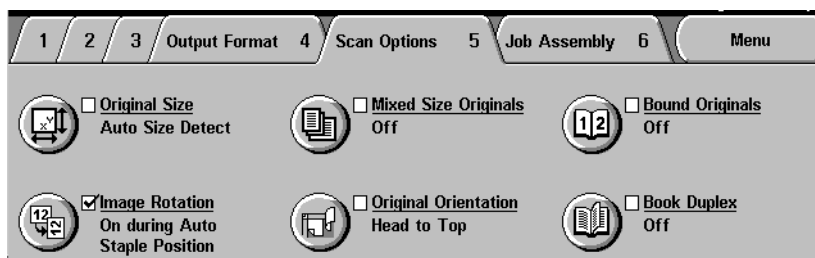 1 2 3 Output Format 4 Scan Options 5 Job Assembly 6 Menu
Original Size
Auto Size Detect
Mixed Size Originals
Off
Bound Originals
Off
Image Rotation
On during Auto
Staple Position
Original Orientation
Head to Top
Book Duplex
Off